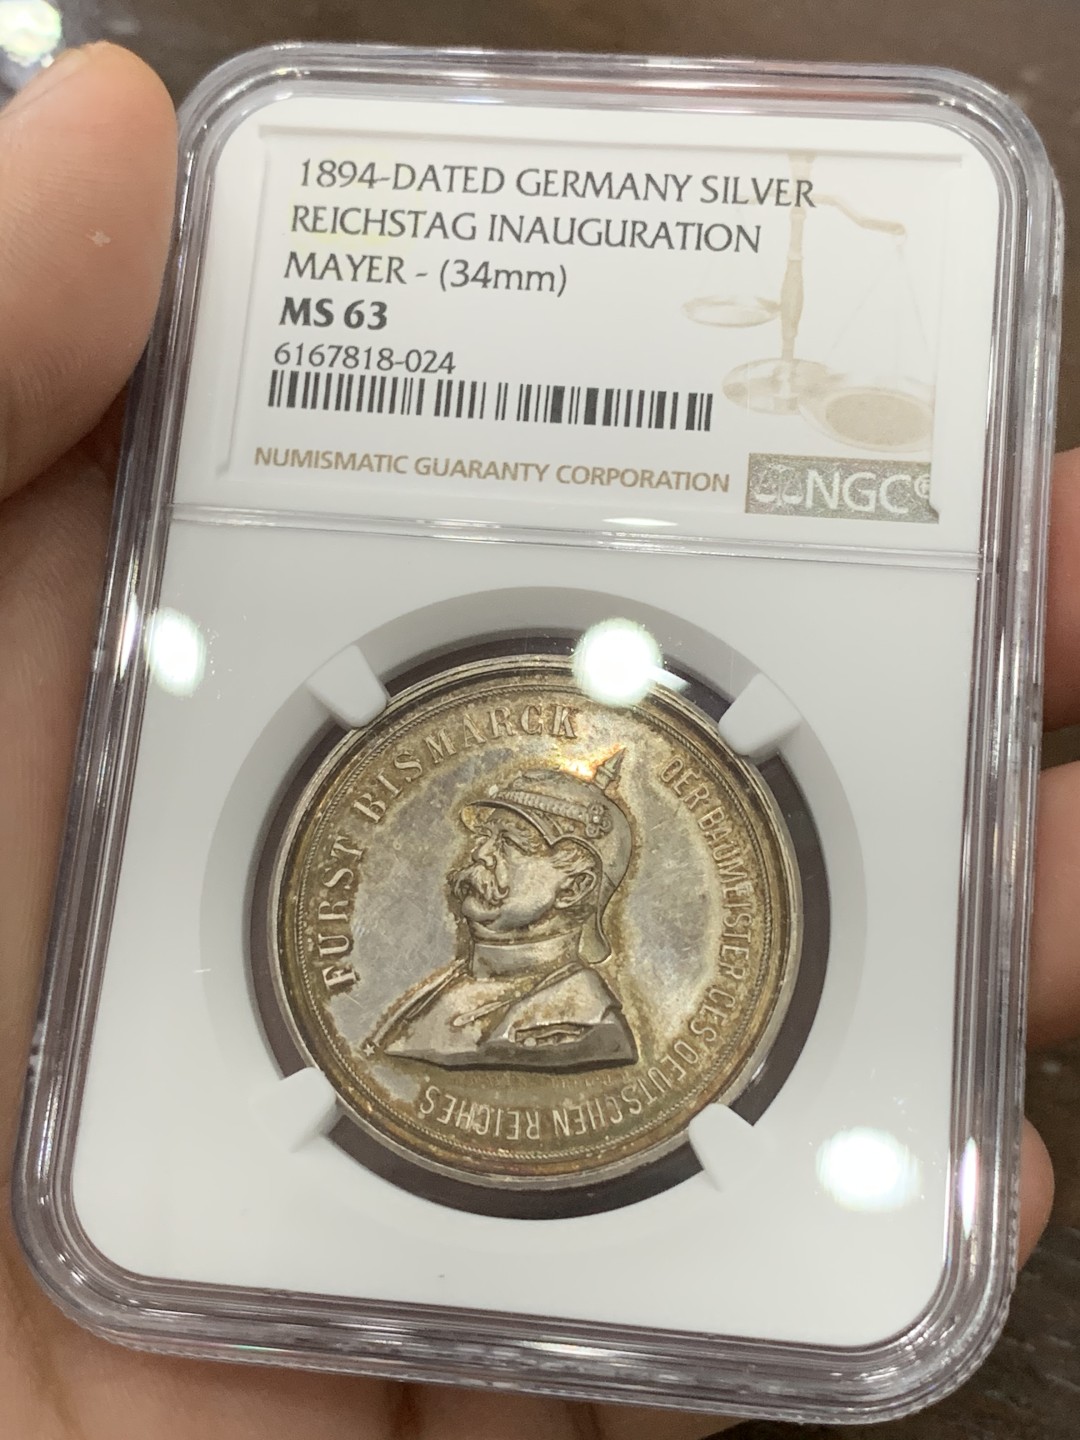 1894-DATED GERMANY SILVER
REICHSTAG INAUGURATION
MAYER - (34mm)
MS 63
6167818-024
NUMISMATIC GUARANTY CORPORATION
NGC®
FÜRST BISMARCK
DER BAUMEISTER DES DEUTSCHEN REICHES.